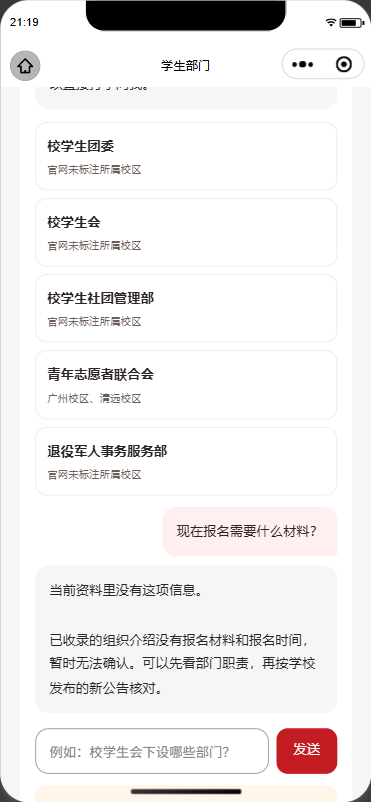 21:19
学生部门
校学生团委
官网未标注所属校区
校学生会
官网未标注所属校区
校学生社团管理部
官网未标注所属校区
青年志愿者联合会
广州校区、清远校区
退役军人事务服务部
官网未标注所属校区
现在报名需要什么材料？
当前资料里没有这项信息。
已收录的组织介绍没有报名材料和报名时间，
暂时无法确认。可以先看部门职责，再按学校
发布的新公告核对。
例如：校学生会下设哪些部门？
发送